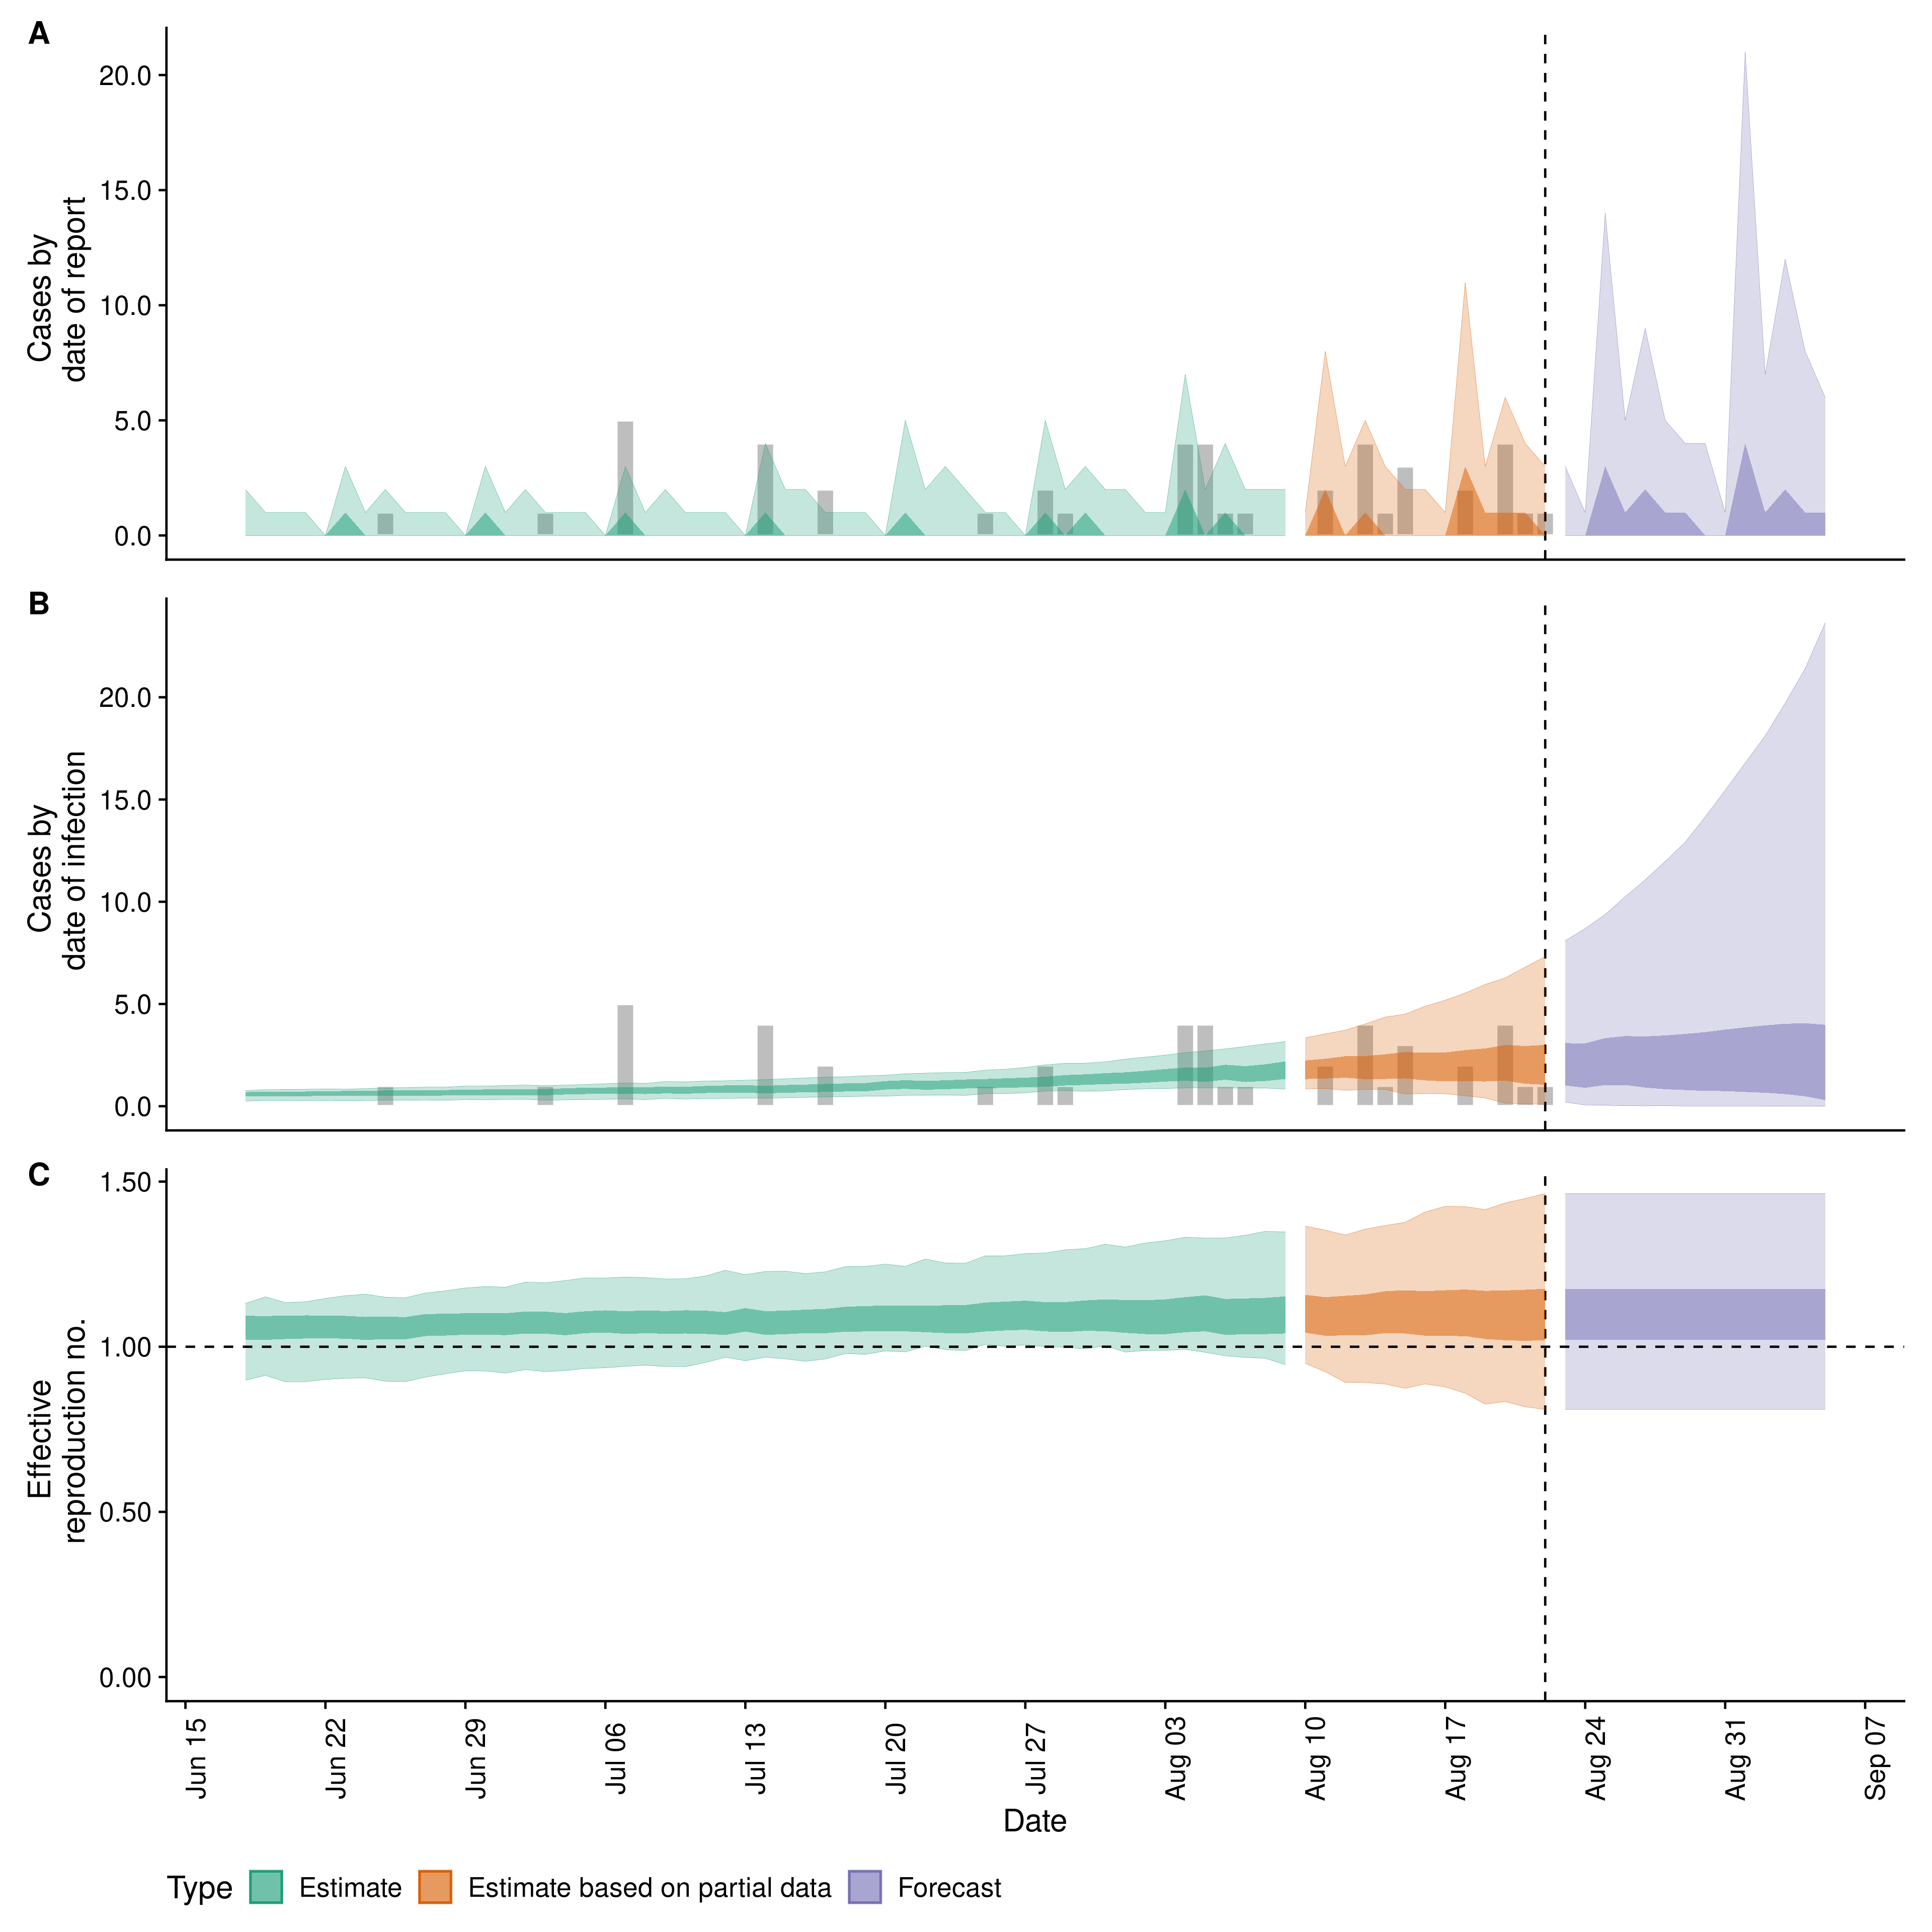 A
20.0
15.0
10.0
5.0
0.0
Cases by
date of report
B
20.0
15.0
10.0
5.0
0.0
Cases by
date of infection
C
1.50
1.00
0.50
0.00
Effective
reproduction no.
Jun 15
Jun 22
Jun 29
Jul 06
Jul 13
Jul 20
Jul 27
Aug 03
Aug 10
Aug 17
Aug 24
Aug 31
Sep 07
Date
Type Estimate Estimate based on partial data Forecast